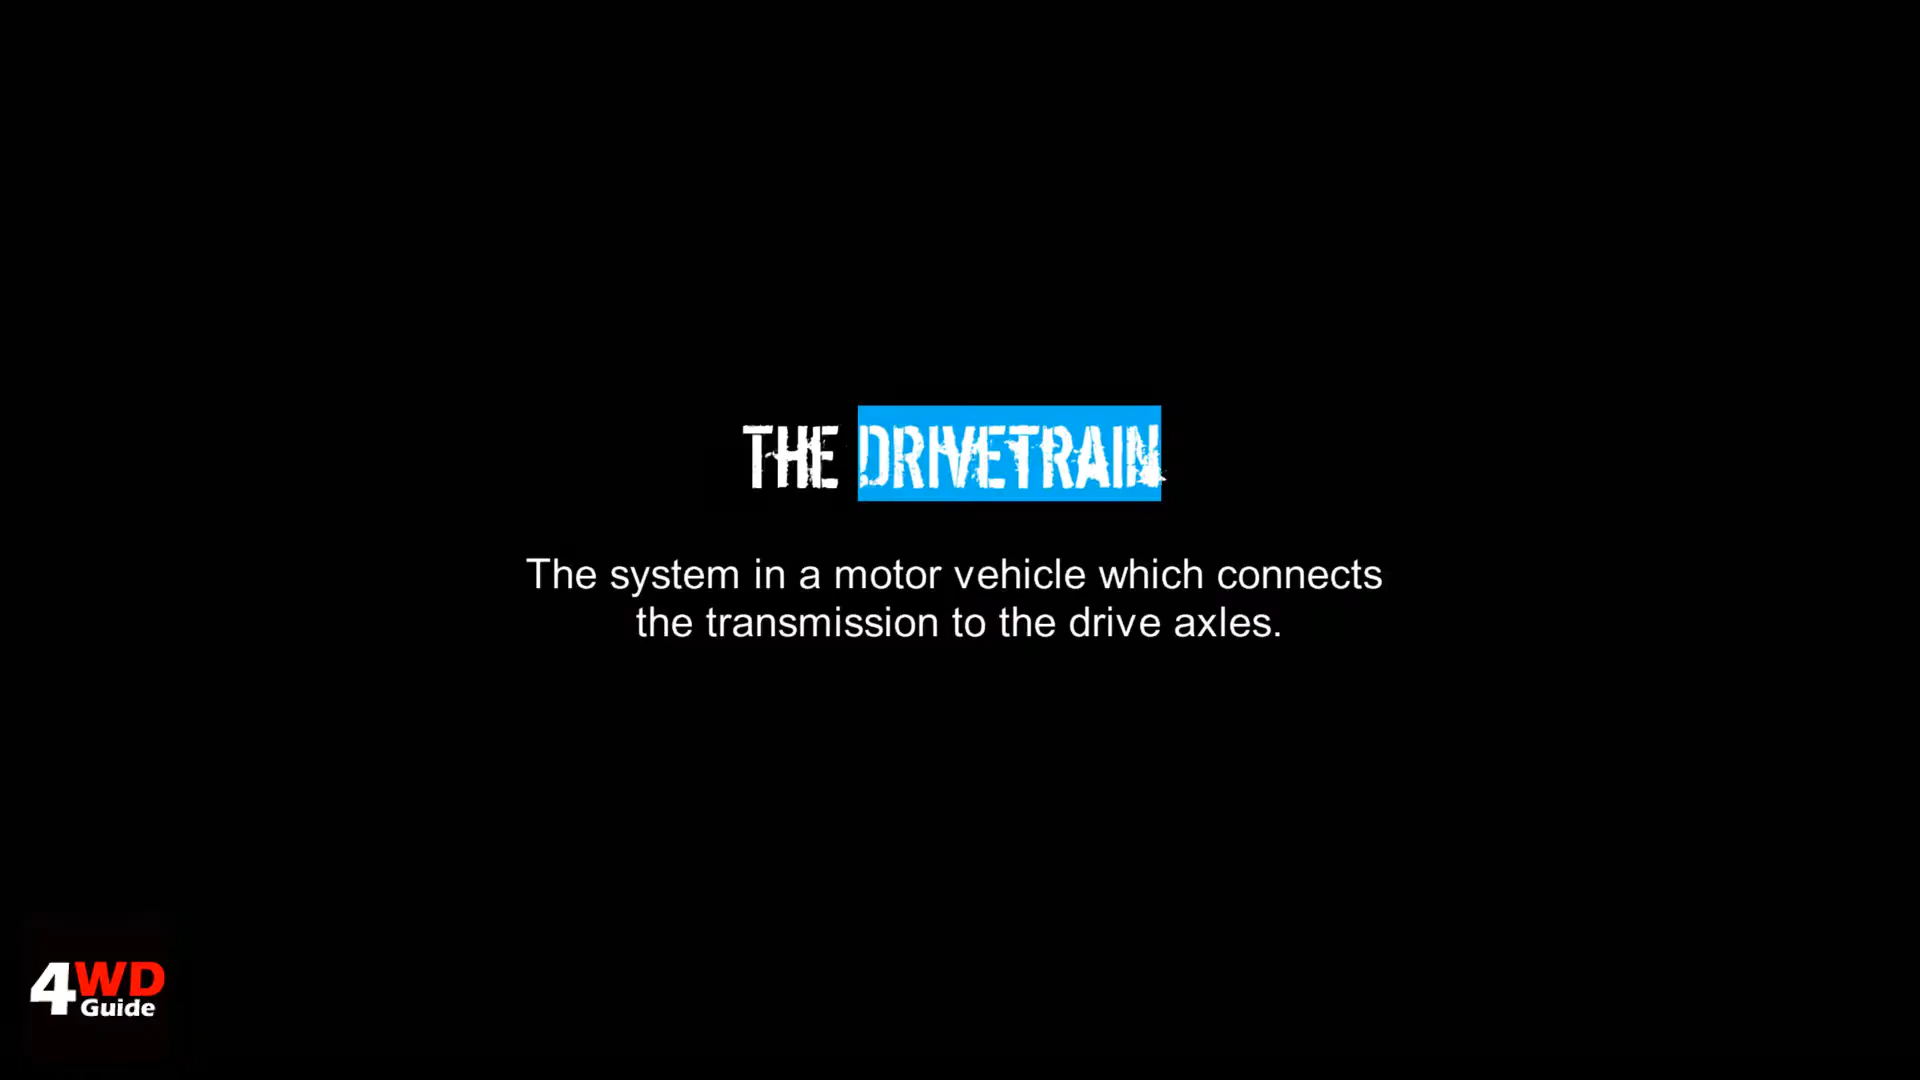 THE DRIVETRAIN
The system in a motor vehicle which connects
the transmission to the drive axles.
4WD
Guide